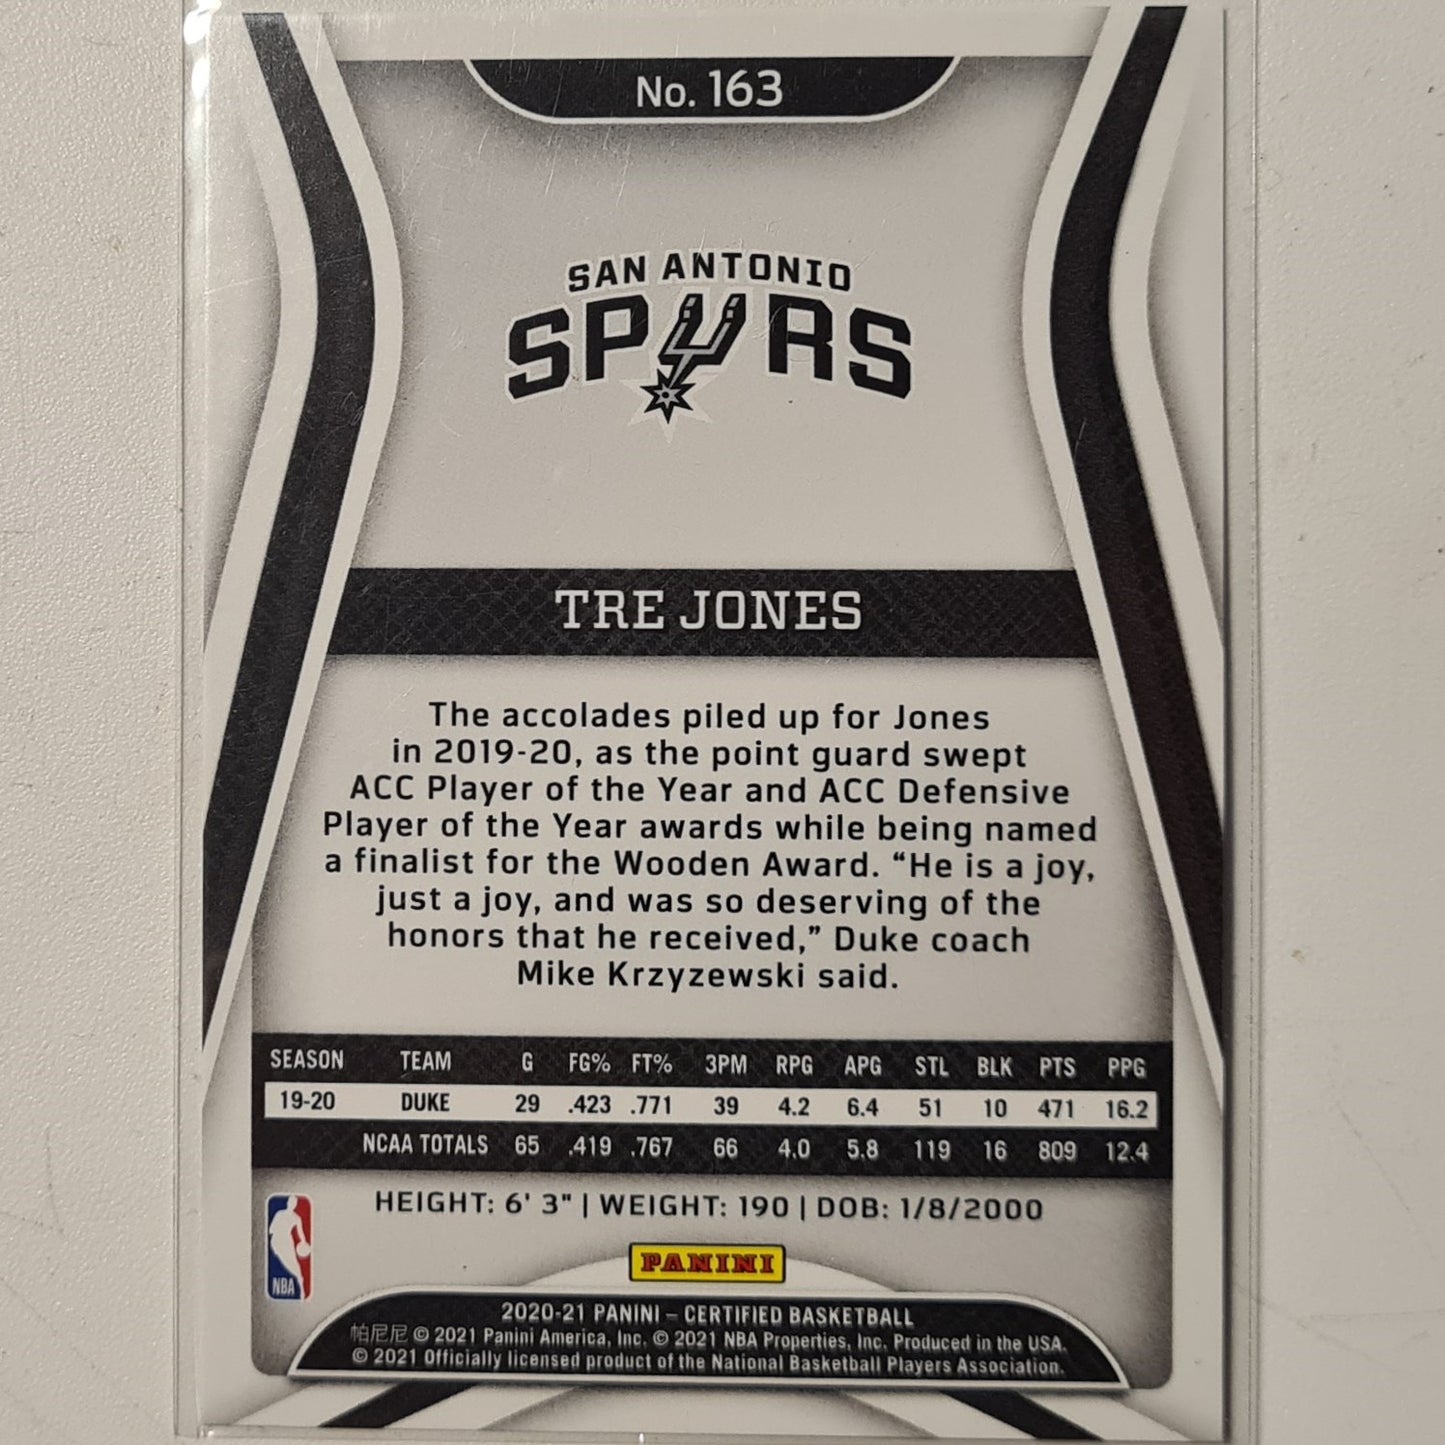 No. 163
SAN ANTONIO
SPURS
TRE JONES
The accolades piled up for Jones
in 2019-20, as the point guard swept
ACC Player of the Year and ACC Defensive
Player of the Year awards while being named
a finalist for the Wooden Award. “He is a joy,
just a joy, and was so deserving of the
honors that he received,” Duke coach
Mike Krzyzewski said.
SEASON TEAM G FG% FT% 3PM RPG APG STL BLK PTS PPG
19-20 DUKE 29 .423 .771 39 4.2 6.4 51 10 471 16.2
NCAA TOTALS 65 .419 .767 66 4.0 5.8 119 16 809 12.4
HEIGHT: 6' 3" | WEIGHT: 190 | DOB: 1/8/2000
NBA
PANINI
2020-21 PANINI – CERTIFIED BASKETBALL
帕尼尼 © 2021 Panini America, Inc. © 2021 NBA Properties, Inc. Produced in the USA.
© 2021 Officially licensed product of the National Basketball Players Association.